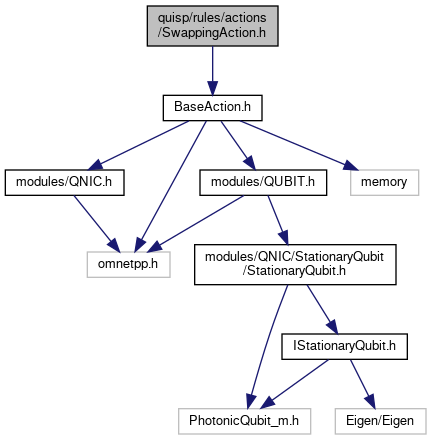 quisp/rules/actions
/SwappingAction.h
BaseAction.h
modules/QNIC.h
modules/QUBIT.h
memory
omnetpp.h
modules/QNIC/StationaryQubit
/StationaryQubit.h
IStationaryQubit.h
PhotonicQubit_m.h
Eigen/Eigen